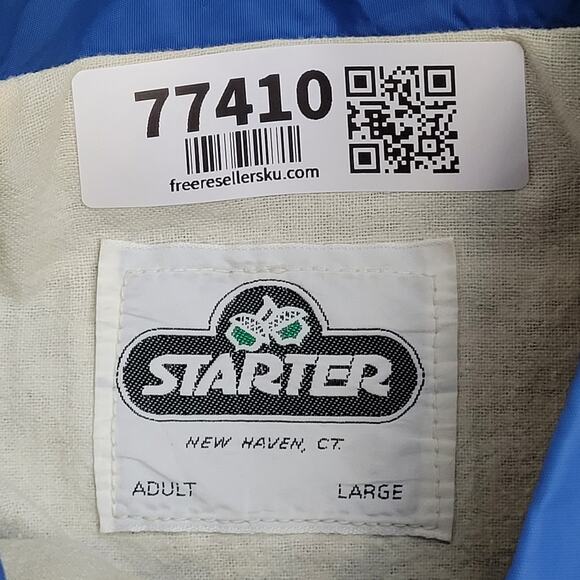 77410
freeresellersku.com
STARTER
NEW HAVEN, CT.
ADULT LARGE